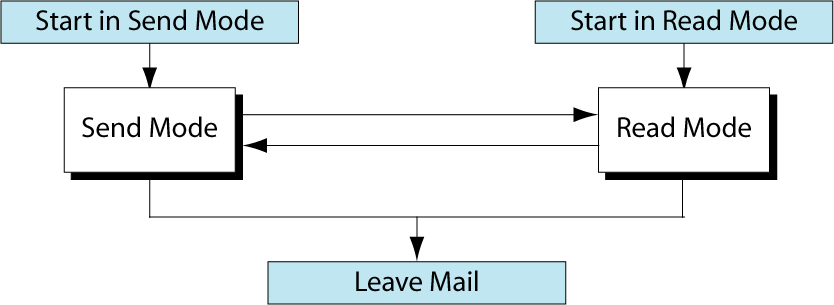 Start in Send Mode
Start in Read Mode
Send Mode
Read Mode
Leave Mail